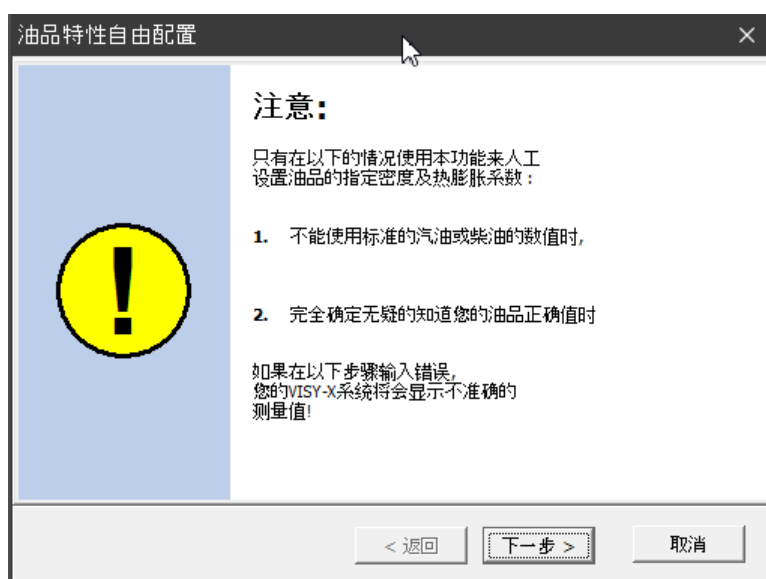 油品特性自由配置
注意:
只有在以下的情况使用本功能来人工
设置油品的指定密度及热膨胀系数：
1. 不能使用标准的汽油或柴油的数值时,
2. 完全确定无疑的知道您的油品正确值时
如果在以下步骤输入错误,
您的VISY-X系统将会显示不准确的
测量值!
< 返回
下一步 >
取消